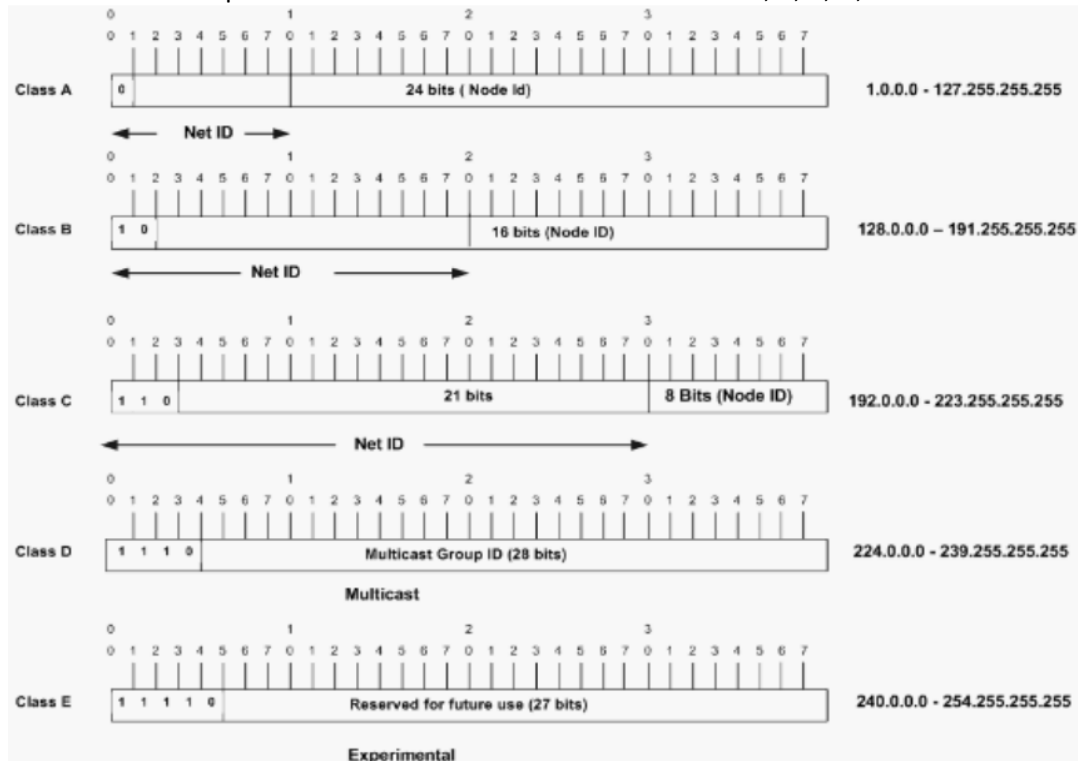 0 1 2 3
0 1 2 3 4 5 6 7 0 1 2 3 4 5 6 7 0 1 2 3 4 5 6 7 0 1 2 3 4 5 6 7
Class A 0 24 bits ( Node Id) 1.0.0.0 - 127.255.255.255
Net ID
0 1 2 3
0 1 2 3 4 5 6 7 0 1 2 3 4 5 6 7 0 1 2 3 4 5 6 7 0 1 2 3 4 5 6 7
Class B 1 0 16 bits (Node ID) 128.0.0.0 – 191.255.255.255
Net ID
0 1 2 3
0 1 2 3 4 5 6 7 0 1 2 3 4 5 6 7 0 1 2 3 4 5 6 7 0 1 2 3 4 5 6 7
Class C 1 1 0 21 bits 8 Bits (Node ID) 192.0.0.0 - 223.255.255.255
Net ID
0 1 2 3
0 1 2 3 4 5 6 7 0 1 2 3 4 5 6 7 0 1 2 3 4 5 6 7 0 1 2 3 4 5 6 7
Class D 1 1 1 0 Multicast Group ID (28 bits) 224.0.0.0 - 239.255.255.255
Multicast
0 1 2 3
0 1 2 3 4 5 6 7 0 1 2 3 4 5 6 7 0 1 2 3 4 5 6 7 0 1 2 3 4 5 6 7
Class E 1 1 1 1 0 Reserved for future use (27 bits) 240.0.0.0 - 254.255.255.255
Experimental